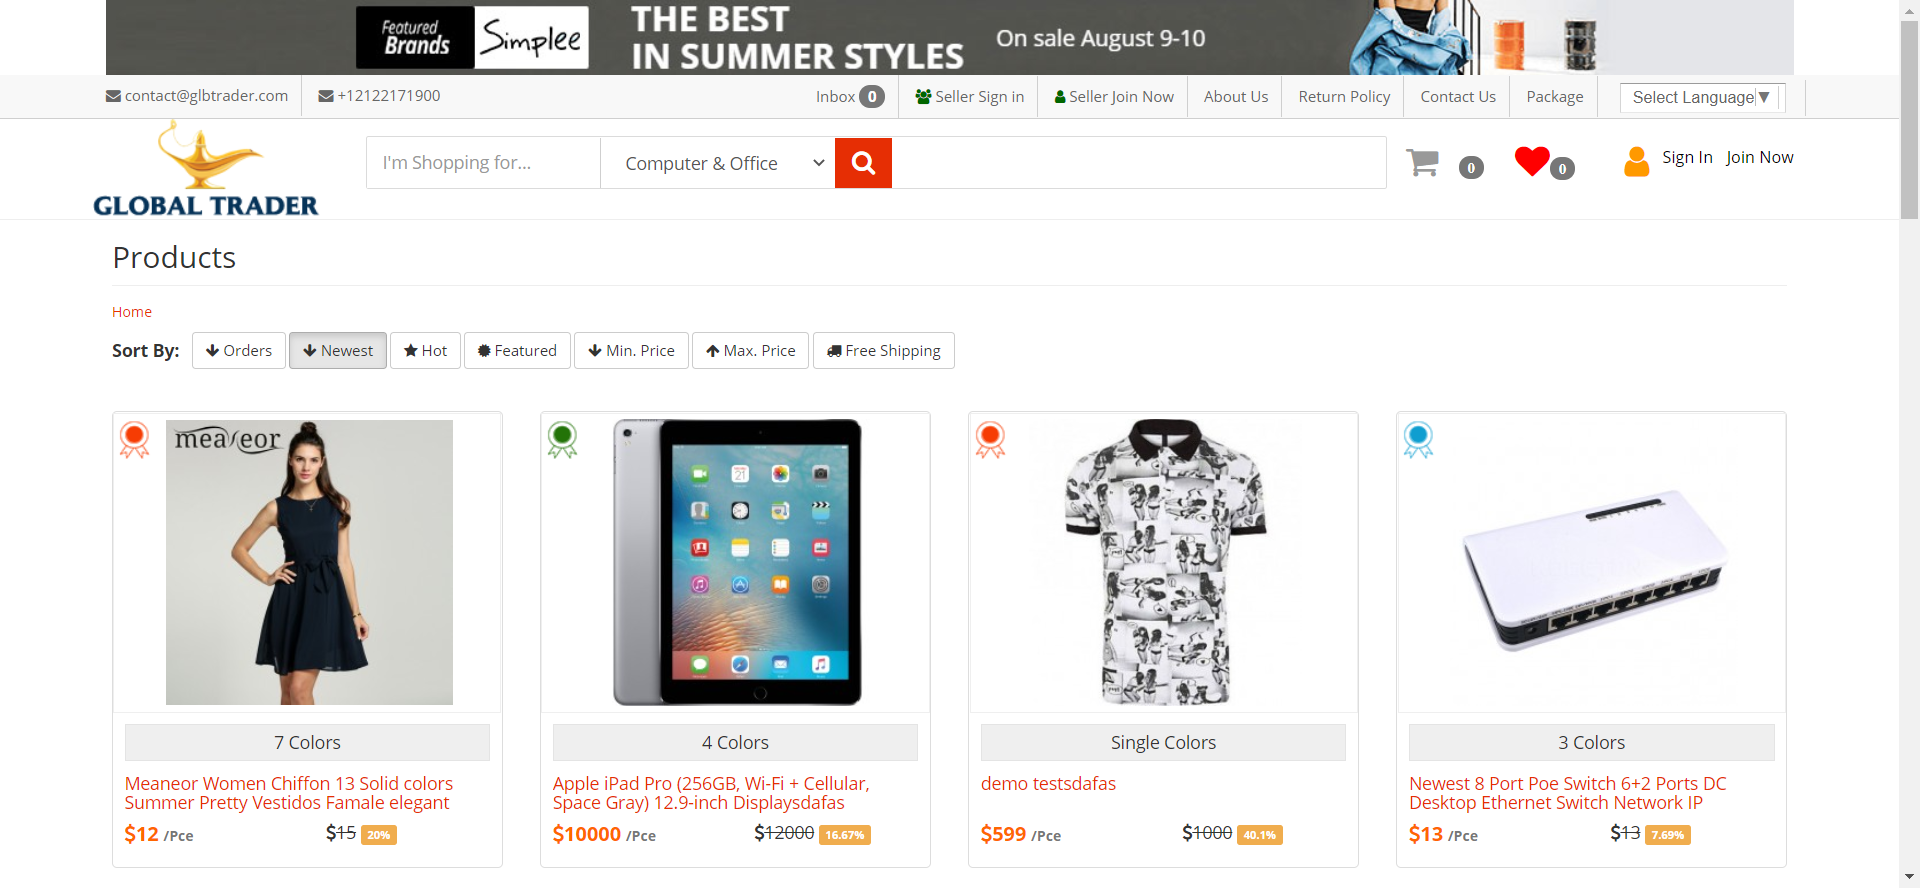 Featured
Brands
Simplee
THE BEST
IN SUMMER STYLES
On sale August 9-10
contact@glbtrader.com
+12122171900
Inbox 0
Seller Sign in
Seller Join Now
About Us
Return Policy
Contact Us
Package
Select Language▼
GLOBAL TRADER
I'm Shopping for...
Computer & Office
0
0
Sign In
Join Now
Products
Home
Sort By:
Orders
Newest
Hot
Featured
Min. Price
Max. Price
Free Shipping
meaneor
7 Colors
4 Colors
Single Colors
3 Colors
Meaneor Women Chiffon 13 Solid colors
Summer Pretty Vestidos Famale elegant
$12 /Pce
$15 20%
Apple iPad Pro (256GB, Wi-Fi + Cellular,
Space Gray) 12.9-inch Displaysdafas
$10000 /Pce
$12000 16.67%
demo testsdafas
$599 /Pce
$1000 40.1%
Newest 8 Port Poe Switch 6+2 Ports DC
Desktop Ethernet Switch Network IP
$13 /Pce
$13 7.69%